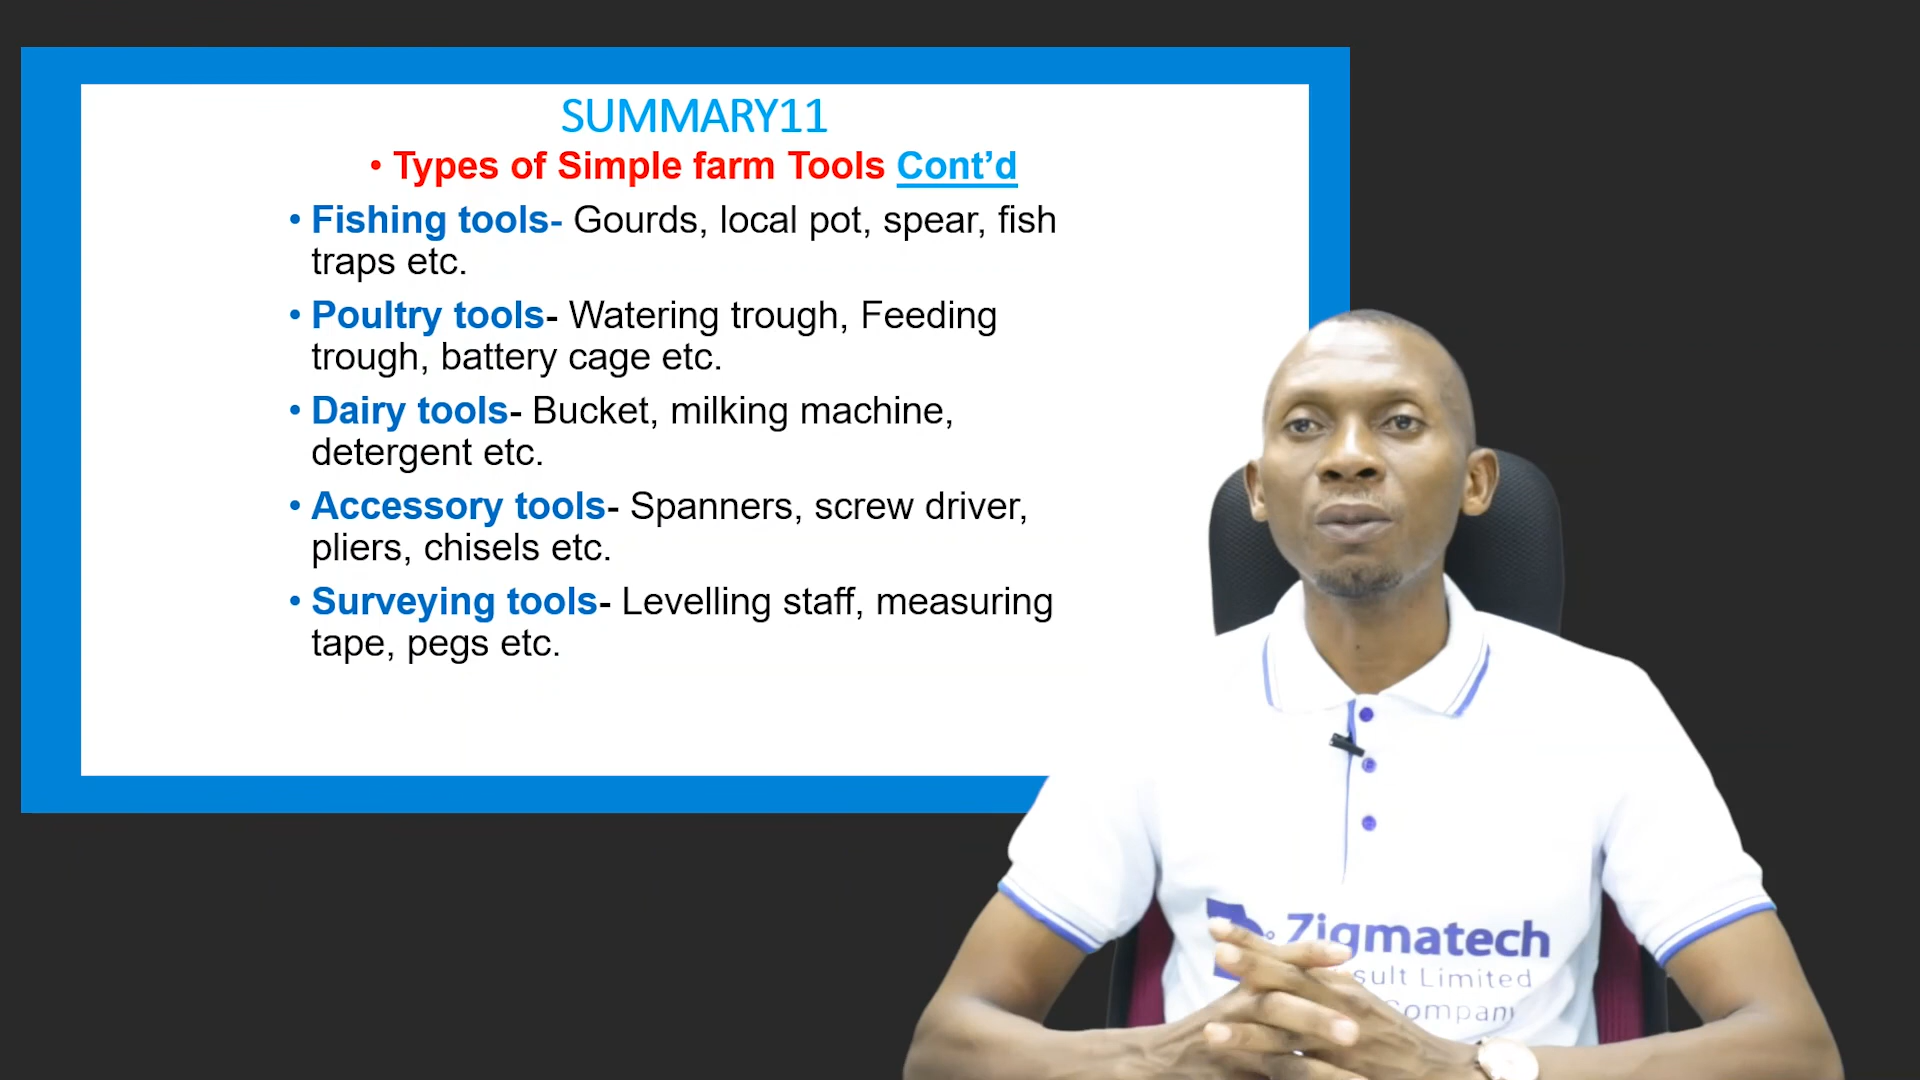 SUMMARY11
• Types of Simple farm Tools Cont’d
• Fishing tools- Gourds, local pot, spear, fish
traps etc.
• Poultry tools- Watering trough, Feeding
trough, battery cage etc.
• Dairy tools- Bucket, milking machine,
detergent etc.
• Accessory tools- Spanners, screw driver,
pliers, chisels etc.
• Surveying tools- Levelling staff, measuring
tape, pegs etc.
Zigmatech
Limited